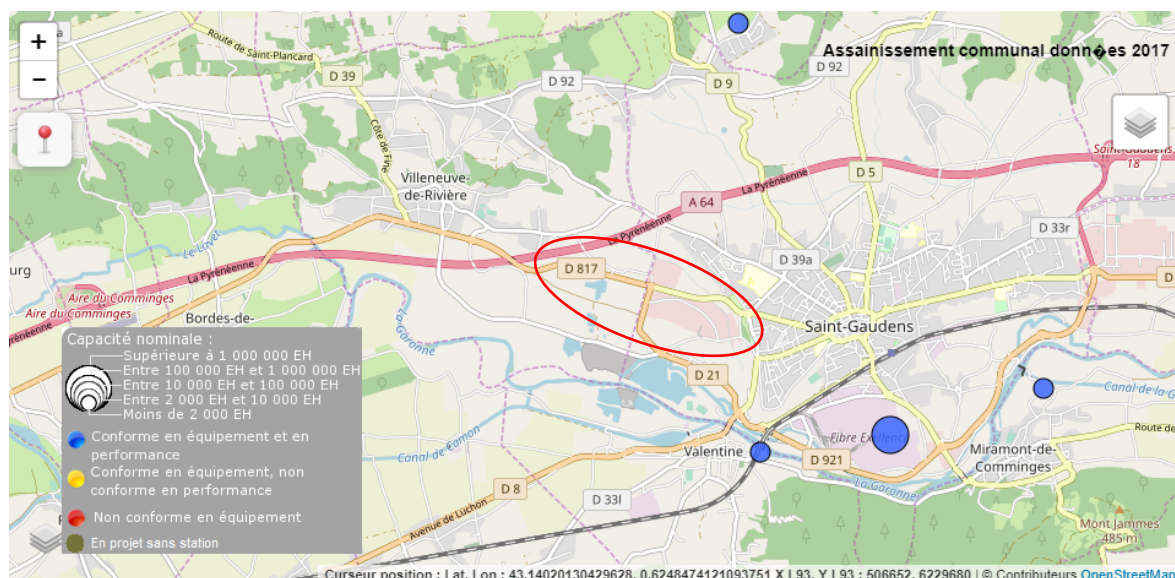 +
−
Assainissement communal donn�es 2017
Route de Saint-Plancard
D 39
D 92
D 9
D 92
Côte de Fine
Villeneuve-
de-Rivière
La Pyrénéenne
A 64
D 5
Saint-Gaudens
18
Le Lavet
La Pyrénéenne
D 33r
D 39a
D 817
Aire du Comminges
Aire du Comminges
Bordes-de-
La Garonne
Saint-Gaudens
D 21
Capacité nominale :
Supérieure à 1 000 000 EH
Entre 100 000 EH et 1 000 000 EH
Entre 10 000 EH et 100 000 EH
Entre 2 000 EH et 10 000 EH
Moins de 2 000 EH
Conforme en équipement et en
performance
Conforme en équipement, non
conforme en performance
Non conforme en équipement
En projet sans station
Canal de Camon
Valentine
Fibre Exellence
D 921
Miramont-de-
Comminges
Canal de la G
Route de
La Garonne
D 8
D 33l
Avenue de Luchon
Mont Jammes
485 m
Curseur position : Lat, Lon : 43.14020130429628, 0.6248474121093751 X L93, Y L93 : 506652, 6229680 | © Contributeurs OpenStreetMa